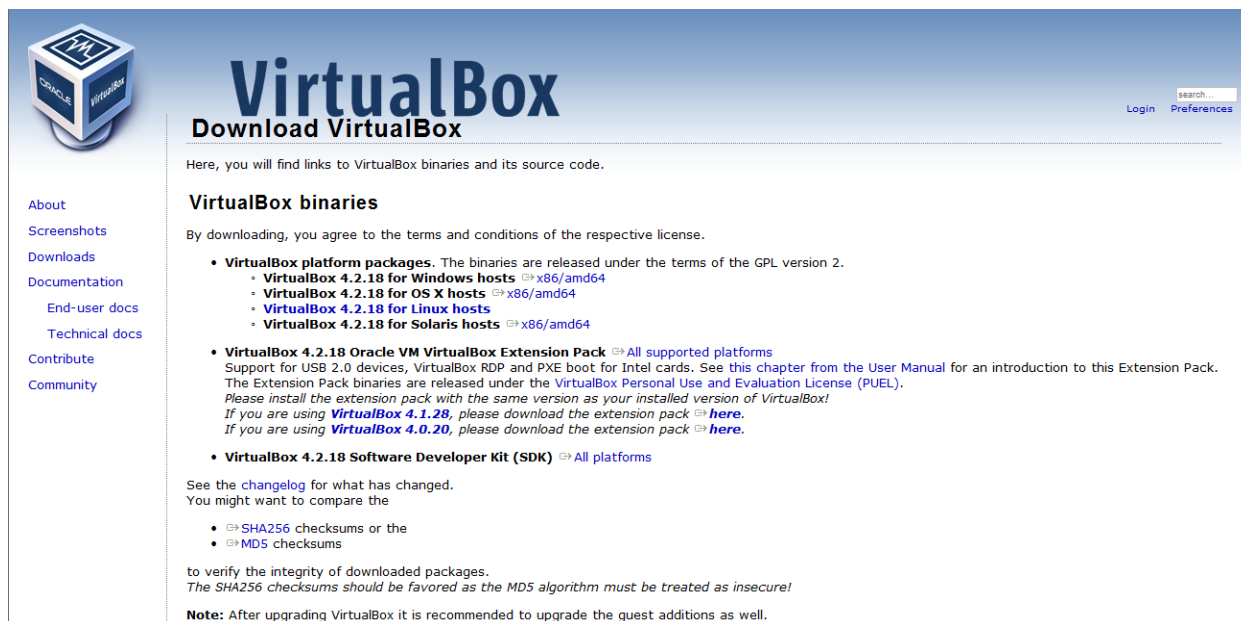 ORACLE
VirtualBox
VirtualBox
search...
Login Preferences
Download VirtualBox
Here, you will find links to VirtualBox binaries and its source code.
About
Screenshots
Downloads
Documentation
End-user docs
Technical docs
Contribute
Community
VirtualBox binaries
By downloading, you agree to the terms and conditions of the respective license.
• VirtualBox platform packages. The binaries are released under the terms of the GPL version 2.
◦ VirtualBox 4.2.18 for Windows hosts x86/amd64
◦ VirtualBox 4.2.18 for OS X hosts x86/amd64
◦ VirtualBox 4.2.18 for Linux hosts
◦ VirtualBox 4.2.18 for Solaris hosts x86/amd64
• VirtualBox 4.2.18 Oracle VM VirtualBox Extension Pack All supported platforms
Support for USB 2.0 devices, VirtualBox RDP and PXE boot for Intel cards. See this chapter from the User Manual for an introduction to this Extension Pack.
The Extension Pack binaries are released under the VirtualBox Personal Use and Evaluation License (PUEL).
Please install the extension pack with the same version as your installed version of VirtualBox!
If you are using VirtualBox 4.1.28, please download the extension pack here.
If you are using VirtualBox 4.0.20, please download the extension pack here.
• VirtualBox 4.2.18 Software Developer Kit (SDK) All platforms
See the changelog for what has changed.
You might want to compare the
• SHA256 checksums or the
• MD5 checksums
to verify the integrity of downloaded packages.
The SHA256 checksums should be favored as the MD5 algorithm must be treated as insecure!
Note: After upgrading VirtualBox it is recommended to upgrade the guest additions as well.